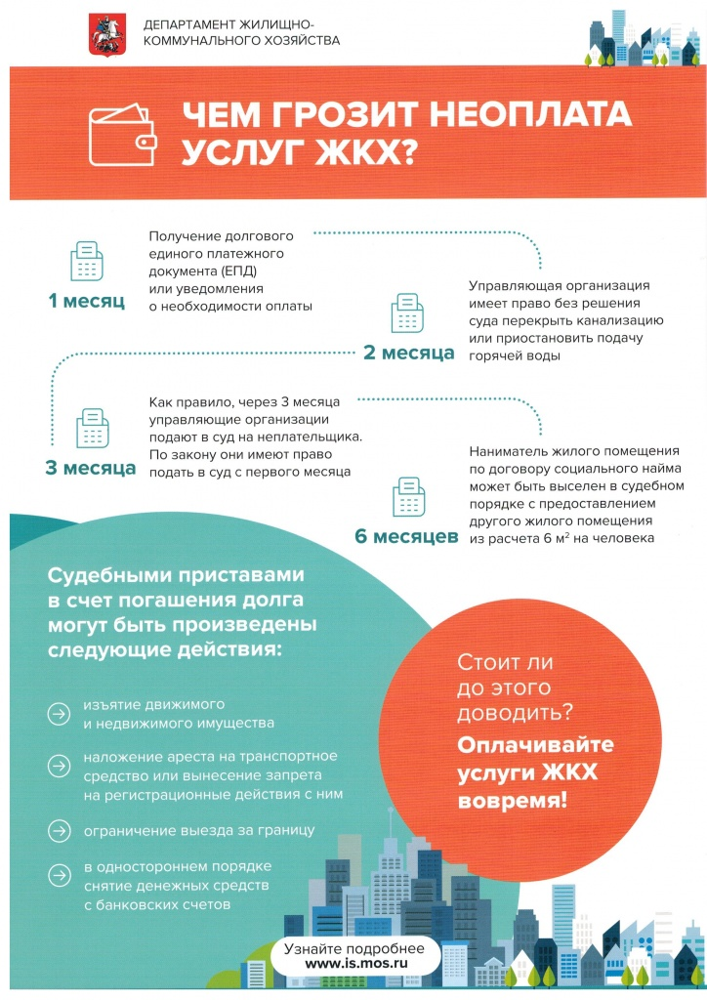 ДЕПАРТАМЕНТ ЖИЛИЩНО-
КОММУНАЛЬНОГО ХОЗЯЙСТВА
ЧЕМ ГРОЗИТ НЕОПЛАТА
УСЛУГ ЖКХ?
1 месяц
Получение долгового
единого платежного
документа (ЕПД)
или уведомления
о необходимости оплаты
2 месяца
Управляющая организация
имеет право без решения
суда перекрыть канализацию
или приостановить подачу
горячей воды
3 месяца
Как правило, через 3 месяца
управляющие организации
подают в суд на неплательщика.
По закону они имеют право
подать в суд с первого месяца
6 месяцев
Наниматель жилого помещения
по договору социального найма
может быть выселен в судебном
порядке с предоставлением
другого жилого помещения
из расчета 6 м² на человека
Судебными приставами
в счет погашения долга
могут быть произведены
следующие действия:
изъятие движимого
и недвижимого имущества
наложение ареста на транспортное
средство или вынесение запрета
на регистрационные действия с ним
ограничение выезда за границу
в одностороннем порядке
снятие денежных средств
с банковских счетов
Стоит ли
до этого
доводить?
Оплачивайте
услуги ЖКХ
вовремя!
Узнайте подробнее
www.is.mos.ru